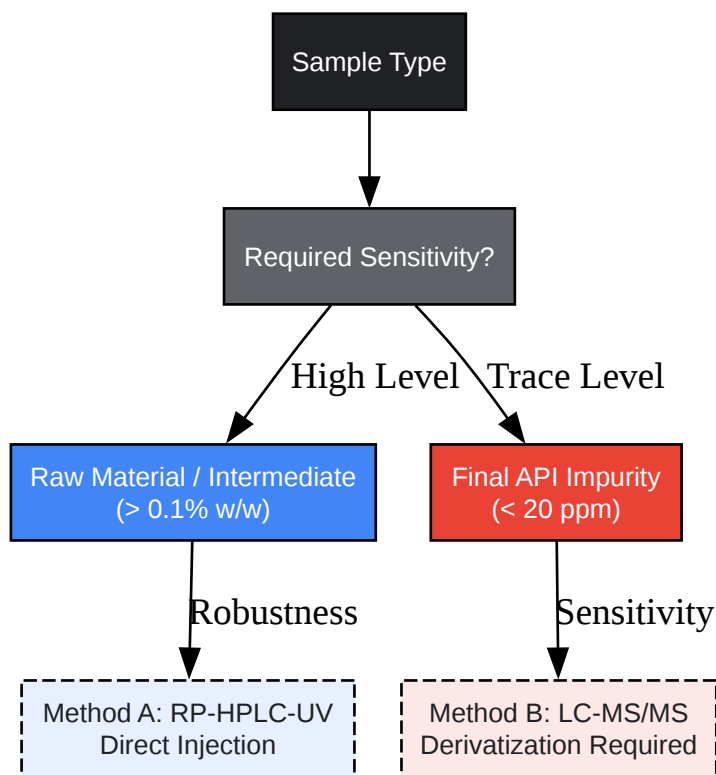 Sample Type
Required Sensitivity?
High Level
Trace Level
Raw Material / Intermediate
(> 0.1% w/w)
Final API Impurity
(< 20 ppm)
Robustness
Sensitivity
Method A: RP-HPLC-UV
Direct Injection
Method B: LC-MS/MS
Derivatization Required